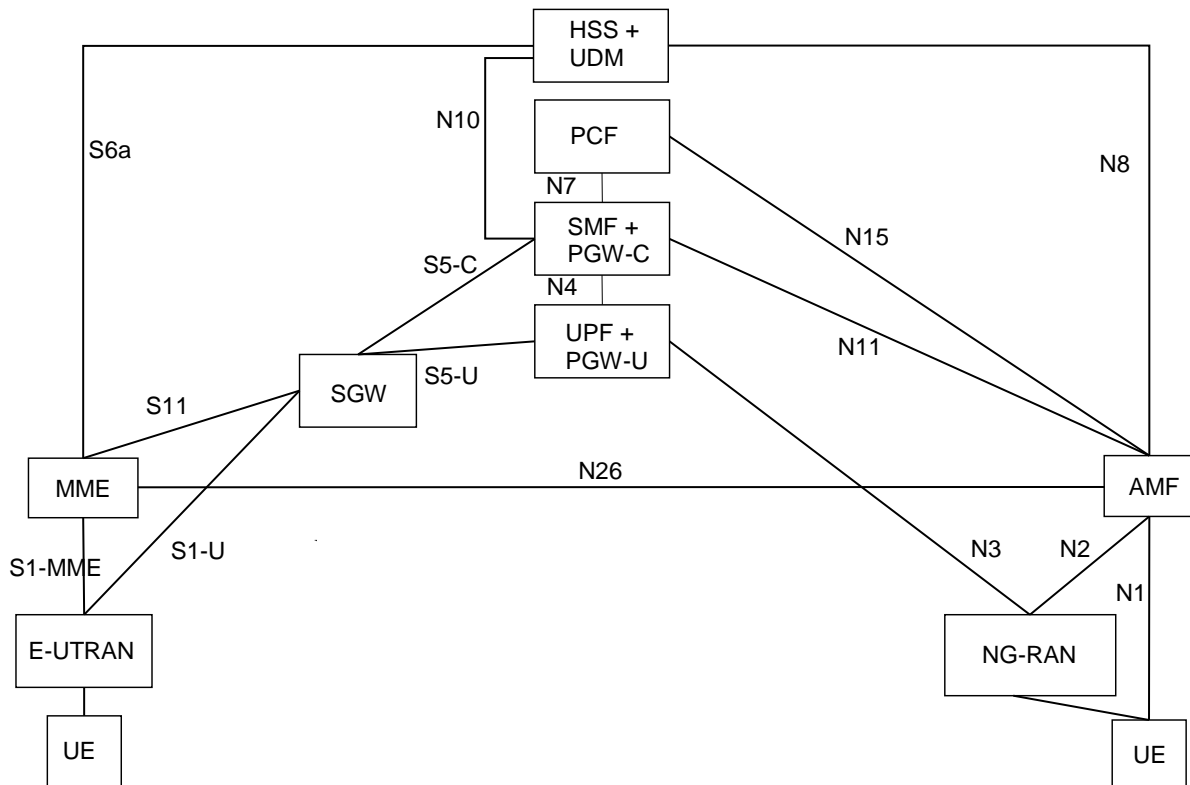 HSS +
UDM
N10
PCF
S6a
N8
N7
SMF +
PGW-C
N15
S5-C
N4
UPF +
PGW-U
N11
S5-U
SGW
S11
N26
MME
AMF
S1-U
N3
N2
S1-MME
N1
E-UTRAN
NG-RAN
UE
UE